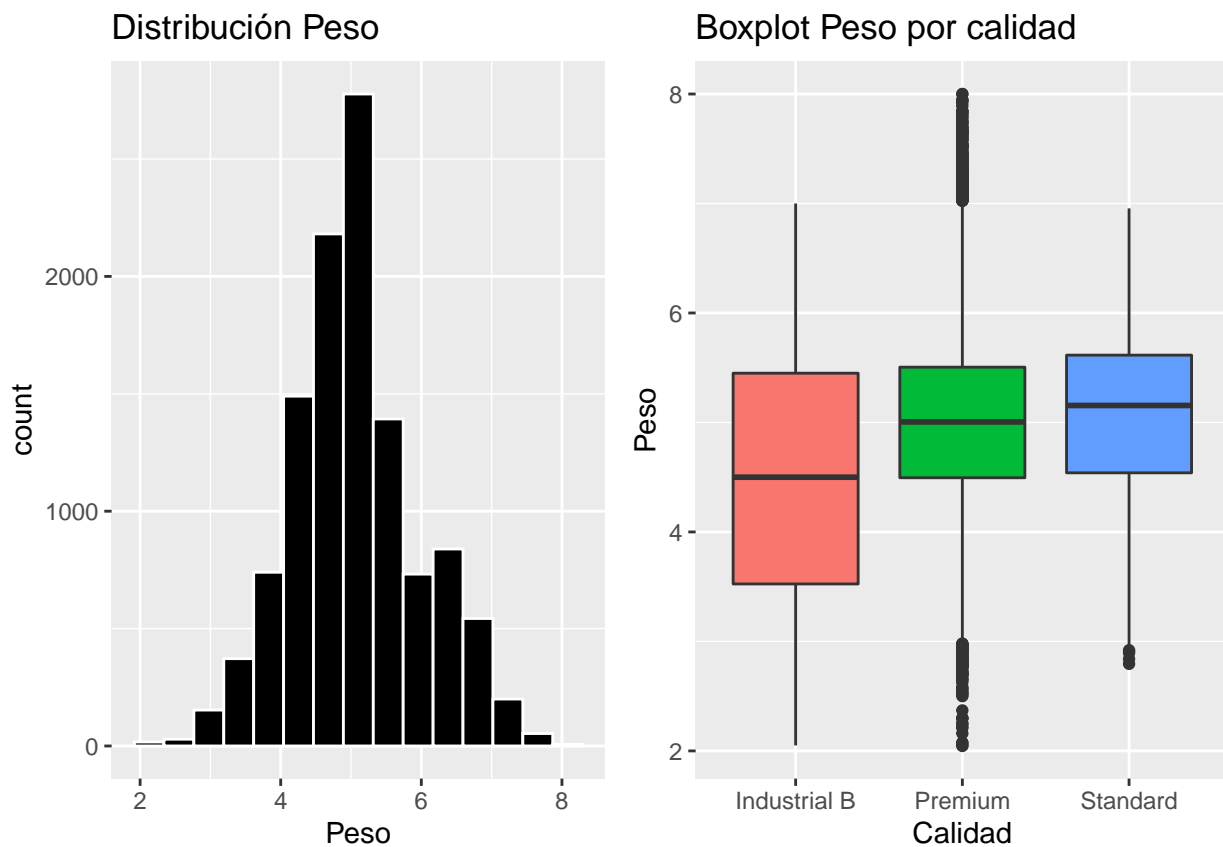 Distribución Peso
count
2000
1000
0
2 4 6 8
Peso
Boxplot Peso por calidad
Peso
8
6
4
2
Industrial B Premium Standard
Calidad